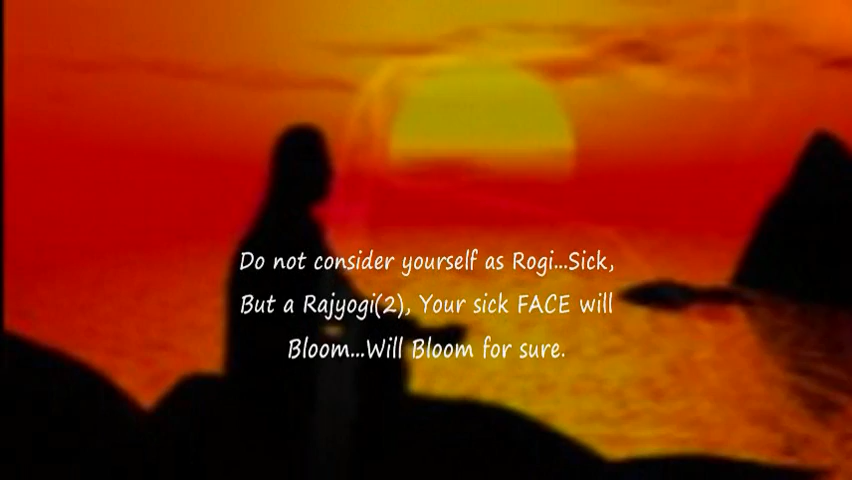 Do not consider yourself as Rogi...Sick,
But a Rajyogi(2), Your sick FACE will
Bloom...Will Bloom for sure.